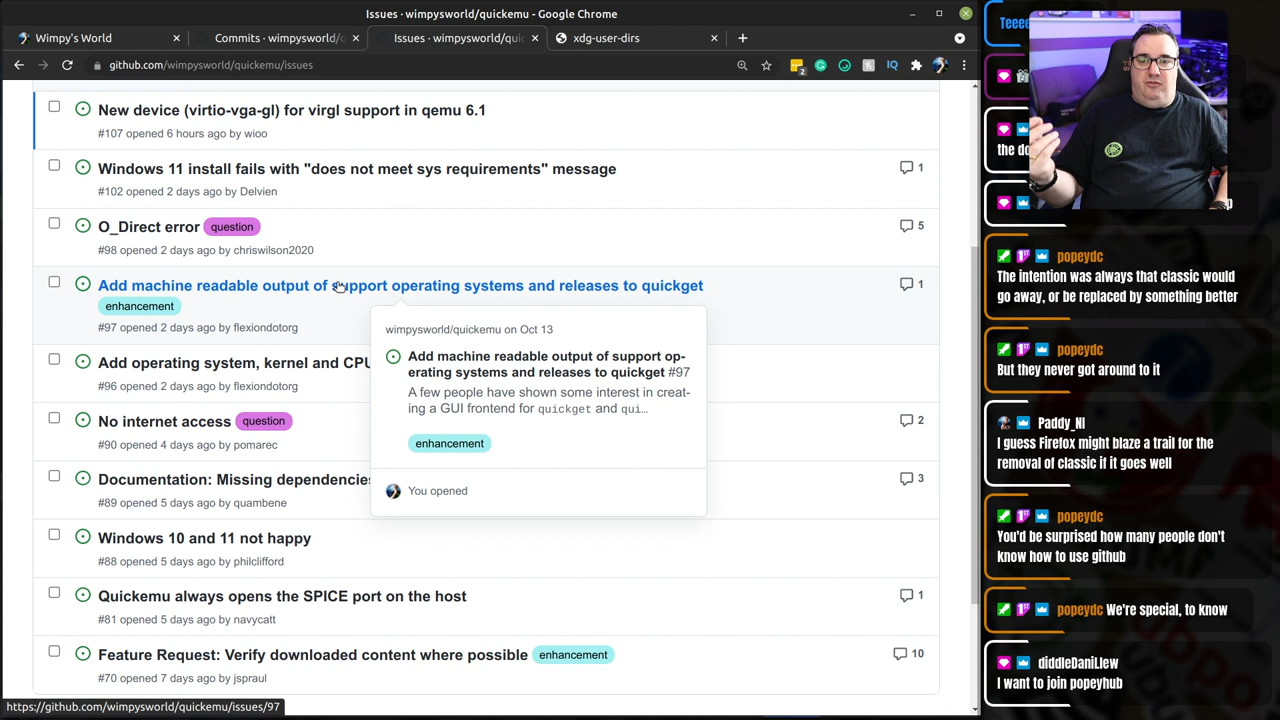 Issues · wimpysworld/quickemu - Google Chrome
Wimpy's World
Commits · wimpysworld/
Issues · wimpysworld/quic
xdg-user-dirs
github.com/wimpysworld/quickemu/issues
New device (virtio-vga-gl) for virgl support in qemu 6.1
#107 opened 6 hours ago by wioo
Windows 11 install fails with "does not meet sys requirements" message
1
#102 opened 2 days ago by Delvien
O_Direct error question
5
#98 opened 2 days ago by chriswilson2020
Add machine readable output of support operating systems and releases to quickget
1
enhancement
#97 opened 2 days ago by flexiondotorg
wimpysworld/quickemu on Oct 13
Add machine readable output of support op-
erating systems and releases to quickget #97
A few people have shown some interest in creat-
ing a GUI frontend for quickget and qui…
enhancement
You opened
Add operating system, kernel and CPU
#96 opened 2 days ago by flexiondotorg
No internet access question
2
#90 opened 4 days ago by pomarec
Documentation: Missing dependencies
3
#89 opened 5 days ago by quambene
Windows 10 and 11 not happy
#88 opened 5 days ago by philclifford
Quickemu always opens the SPICE port on the host
1
#81 opened 5 days ago by navycatt
Feature Request: Verify downloaded content where possible enhancement
10
#70 opened 7 days ago by jspraul
https://github.com/wimpysworld/quickemu/issues/97
the do
popeydc
The intention was always that classic would
go away, or be replaced by something better
popeydc
But they never got around to it
Paddy_NI
I guess Firefox might blaze a trail for the
removal of classic if it goes well
popeydc
You'd be surprised how many people don't
know how to use github
popeydc We're special, to know
diddleDaniLlew
I want to join popeyhub